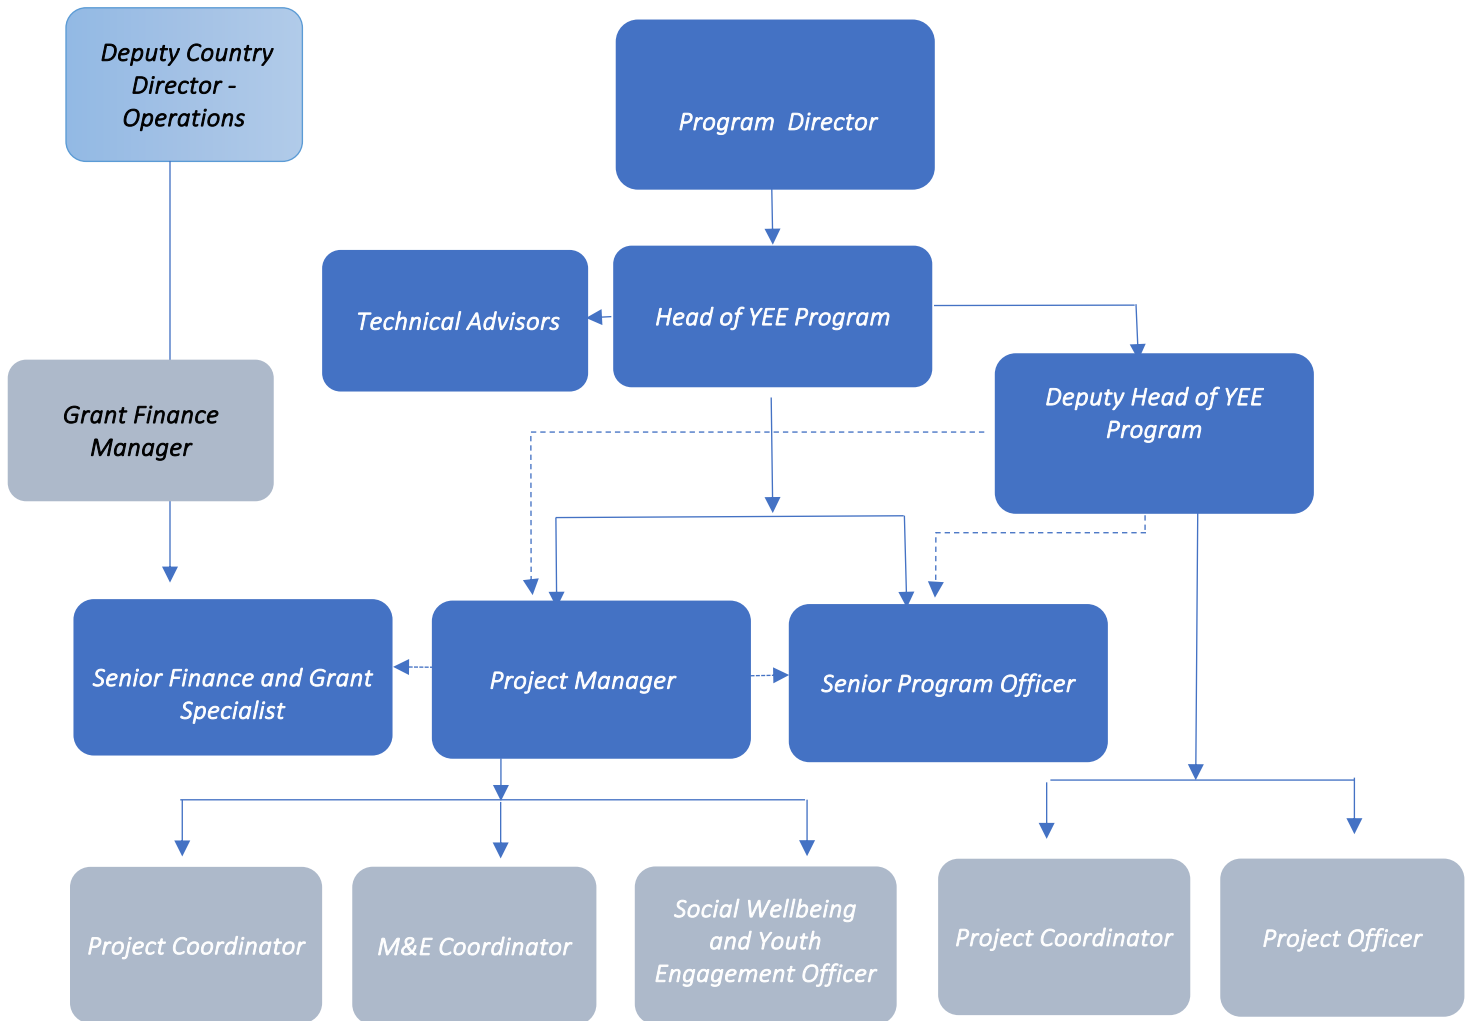 Deputy Country
Director -
Operations
Program  Director
Technical Advisors
Head of YEE Program
Deputy Head of YEE
Program
Grant Finance
Manager
Senior Finance and Grant
Specialist
Project Manager
Senior Program Officer
Project Coordinator
M&E Coordinator
Social Wellbeing
and Youth
Engagement Officer
Project Coordinator
Project Officer